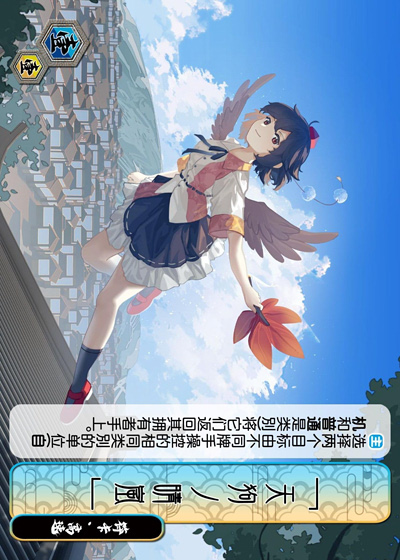 符卡、高速
「天狗ノ晴嵐」
主 选择两个目标由不同牌手操控的相同类别的单位(自
机和普通是类别)将它们返回其拥有者手上。